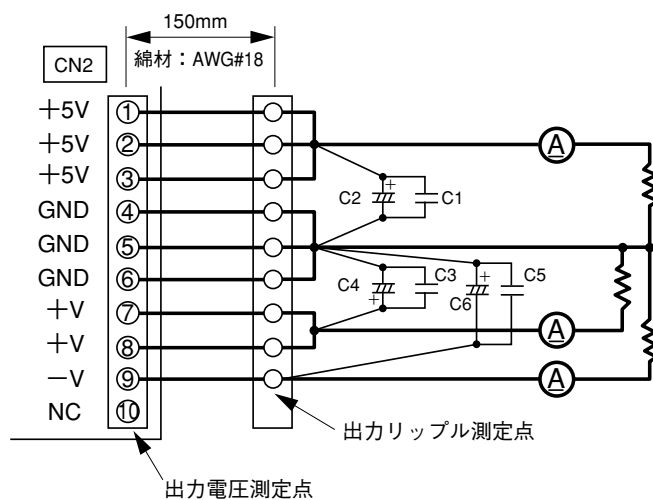 150mm
綿材：AWG#18
CN2
＋5V ①
＋5V ②
＋5V ③
GND ④
GND ⑤
GND ⑥
＋V ⑦
＋V ⑧
－V ⑨
NC ⑩
A
+
C2 C1
+
C4 C3
+
C6 C5
A
A
出力リップル測定点
出力電圧測定点